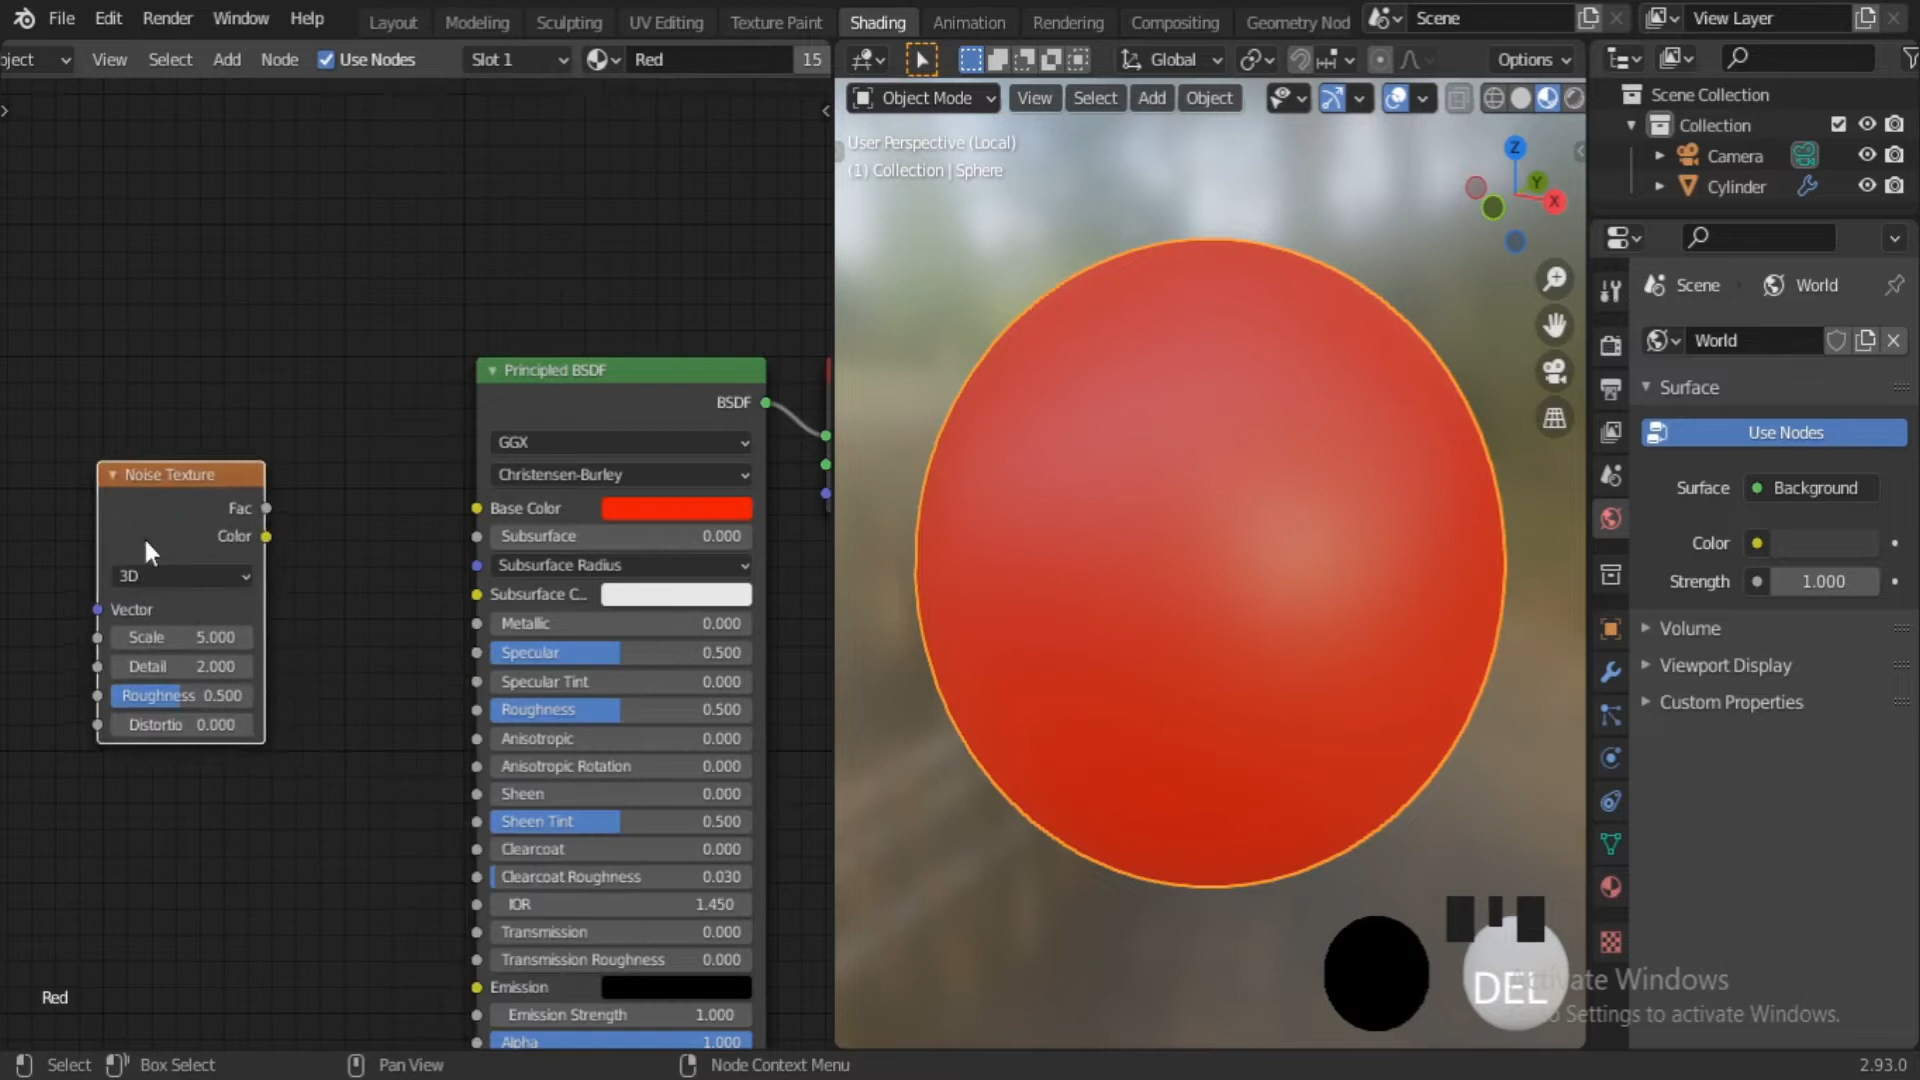 File Edit Render Window Help Layout Modeling Sculpting UV Editing Texture Paint Shading Animation Rendering Compositing Geometry Nod Scene View Layer
ject View Select Add Node Use Nodes Slot 1 Red 15 Global Options
Object Mode View Select Add Object
User Perspective (Local)
(1) Collection | Sphere
Z
Y
X
Scene Collection
Collection
Camera
Cylinder
Scene World
World
Surface
Use Nodes
Surface Background
Color
Strength 1.000
Volume
Viewport Display
Custom Properties
Noise Texture
Fac
Color
3D
Vector
Scale 5.000
Detail 2.000
Roughness 0.500
Distortio 0.000
Principled BSDF
BSDF
GGX
Christensen-Burley
Base Color
Subsurface 0.000
Subsurface Radius
Subsurface C..
Metallic 0.000
Specular 0.500
Specular Tint 0.000
Roughness 0.500
Anisotropic 0.000
Anisotropic Rotation 0.000
Sheen 0.000
Sheen Tint 0.500
Clearcoat 0.000
Clearcoat Roughness 0.030
IOR 1.450
Transmission 0.000
Transmission Roughness 0.000
Emission
Emission Strength 1.000
Alpha 1.000
Red
DEL
Activate Windows
to Settings to activate Windows.
Select Box Select Pan View Node Context Menu 2.93.0